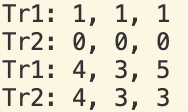 Tr1: 1, 1, 1
Tr2: 0, 0, 0
Tr1: 4, 3, 5
Tr2: 4, 3, 3